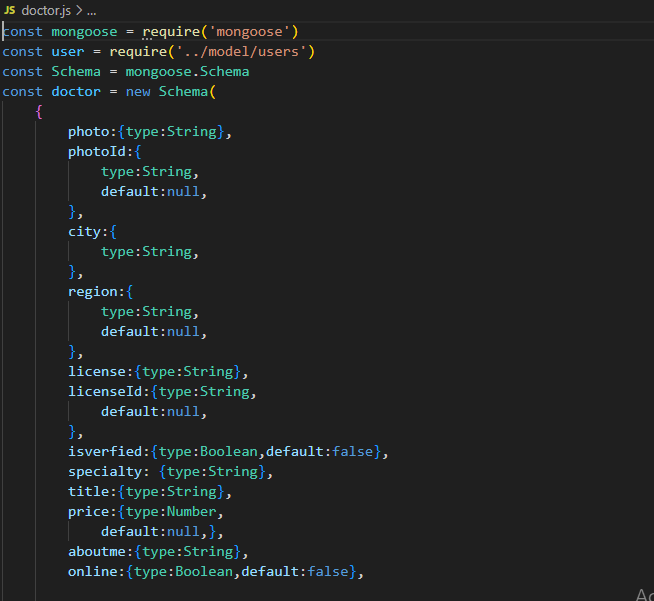 JS doctor.js > ...
const mongoose = require('mongoose')
const user = require('../model/users')
const Schema = mongoose.Schema
const doctor = new Schema(
    {
        photo:{type:String},
        photoId:{
            type:String,
            default:null,
        },
        city:{
            type:String,
        },
        region:{
            type:String,
            default:null,
        },
        license:{type:String},
        licenseId:{type:String,
            default:null,
        },
        isverfied:{type:Boolean,default:false},
        specialty: {type:String},
        title:{type:String},
        price:{type:Number,
            default:null,},
        aboutme:{type:String},
        online:{type:Boolean,default:false},